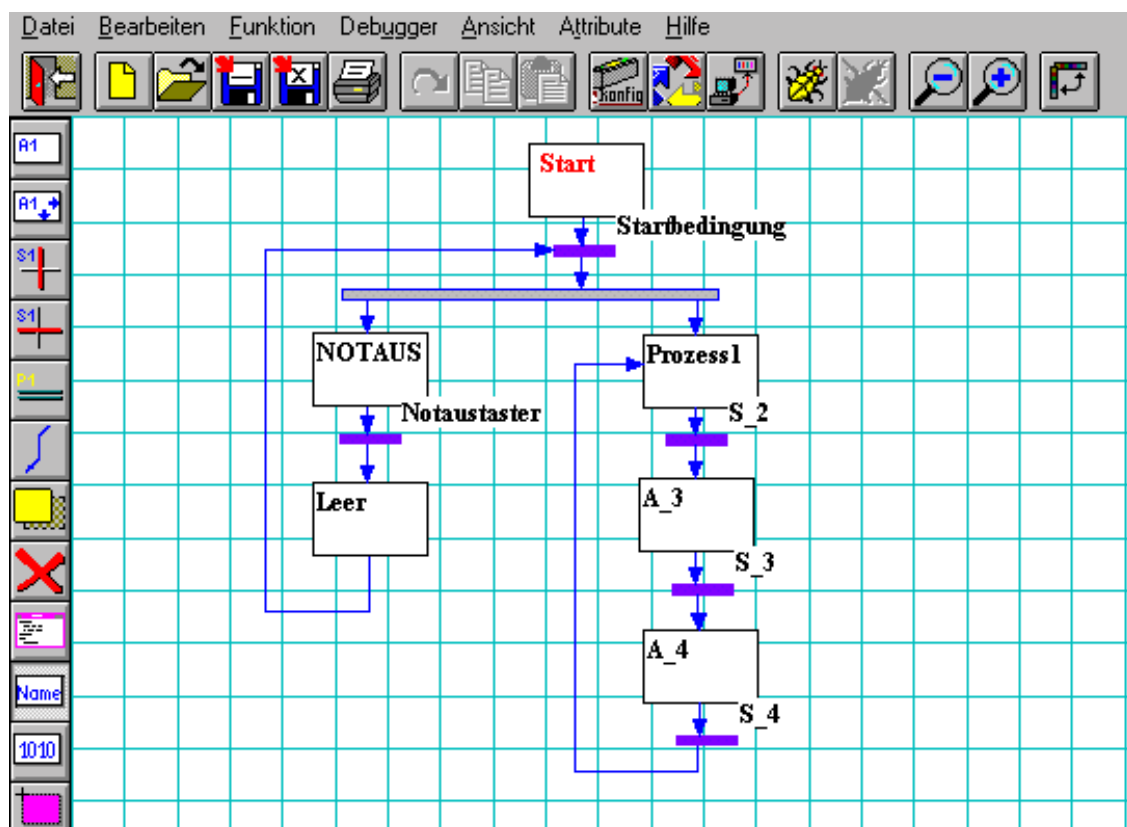 Datei Bearbeiten Funktion Debugger Ansicht Attribute Hilfe
Konfig
A1
A1
S1
S1
P1
Name
1010
Start
Startbedingung
NOTAUS
Prozess1
Notaustaster
S_2
Leer
A_3
S_3
A_4
S_4